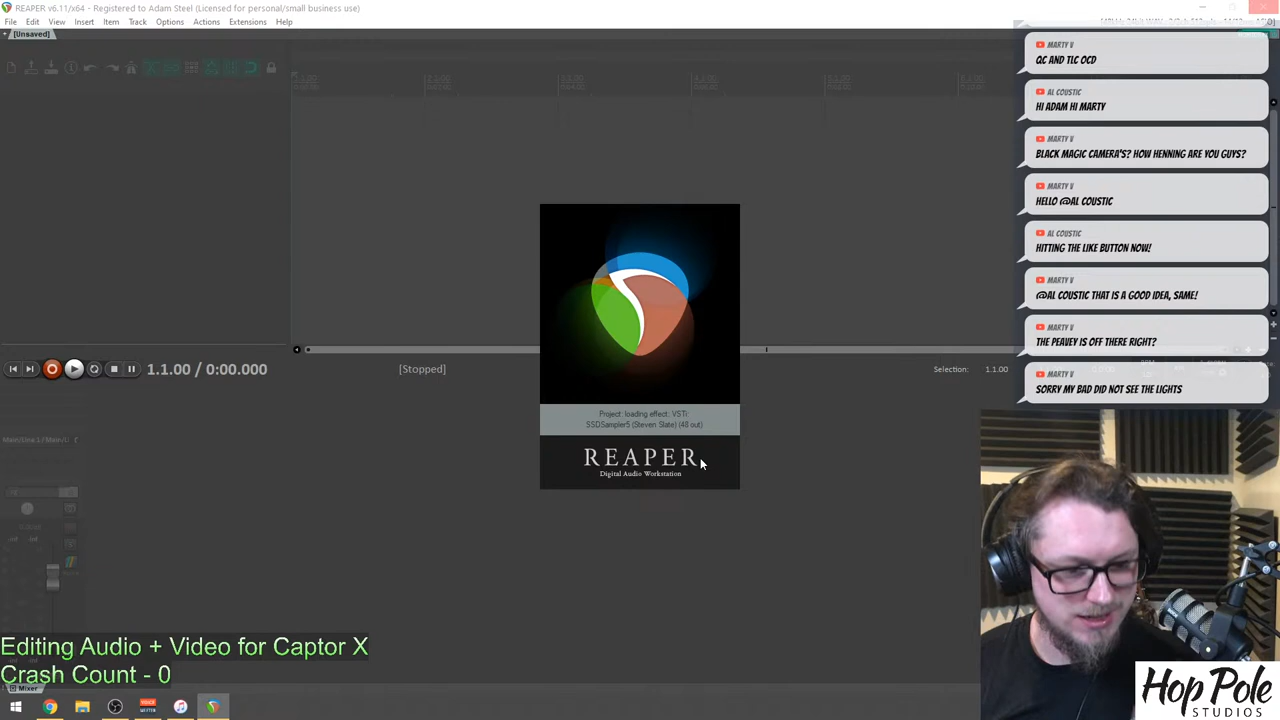 REAPER v6.11/x64 - Registered to Adam Steel (Licensed for personal/small business use)
File Edit View Insert Item Track Options Actions Extensions Help
[Unsaved]
MARTY V
QC AND TLC OCD
AL COUSTIC
HI ADAM HI MARTY
MARTY V
BLACK MAGIC CAMERA'S? HOW HENNING ARE YOU GUYS?
MARTY V
HELLO @AL COUSTIC
AL COUSTIC
HITTING THE LIKE BUTTON NOW!
MARTY V
@AL COUSTIC THAT IS A GOOD IDEA, SAME!
MARTY V
THE PEAVEY IS OFF THERE RIGHT?
MARTY V
SORRY MY BAD DID NOT SEE THE LIGHTS
1.1.00 / 0:00.000
[Stopped]
Selection: 1.1.00
Project: loading effect: VSTi:
SSDSampler5 (Steven Slate) (48 out)
REAPER
Digital Audio Workstation
Editing Audio + Video for Captor X
Crash Count - 0
Mixer
Hop Pole
STUDIOS